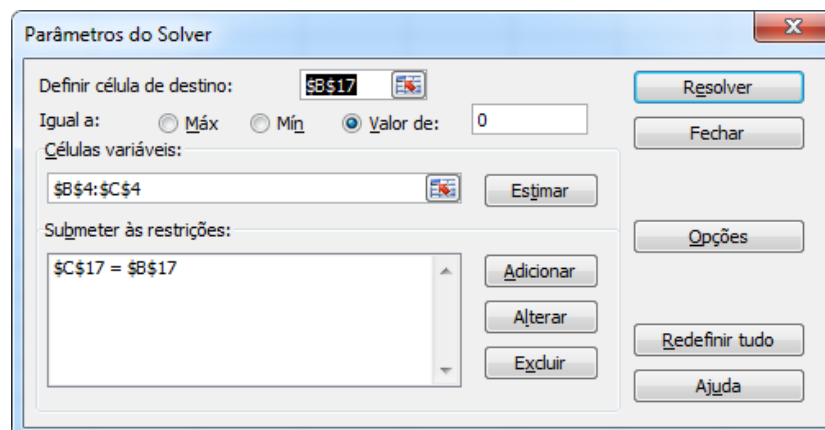 Parâmetros do Solver
X
Definir célula de destino: $B$17
Igual a: Máx Mín Valor de: 0
Células variáveis:
$B$4:$C$4
Estimar
Submeter às restrições:
$C$17 = $B$17
Adicionar
Alterar
Excluir
Resolver
Fechar
Opções
Redefinir tudo
Ajuda